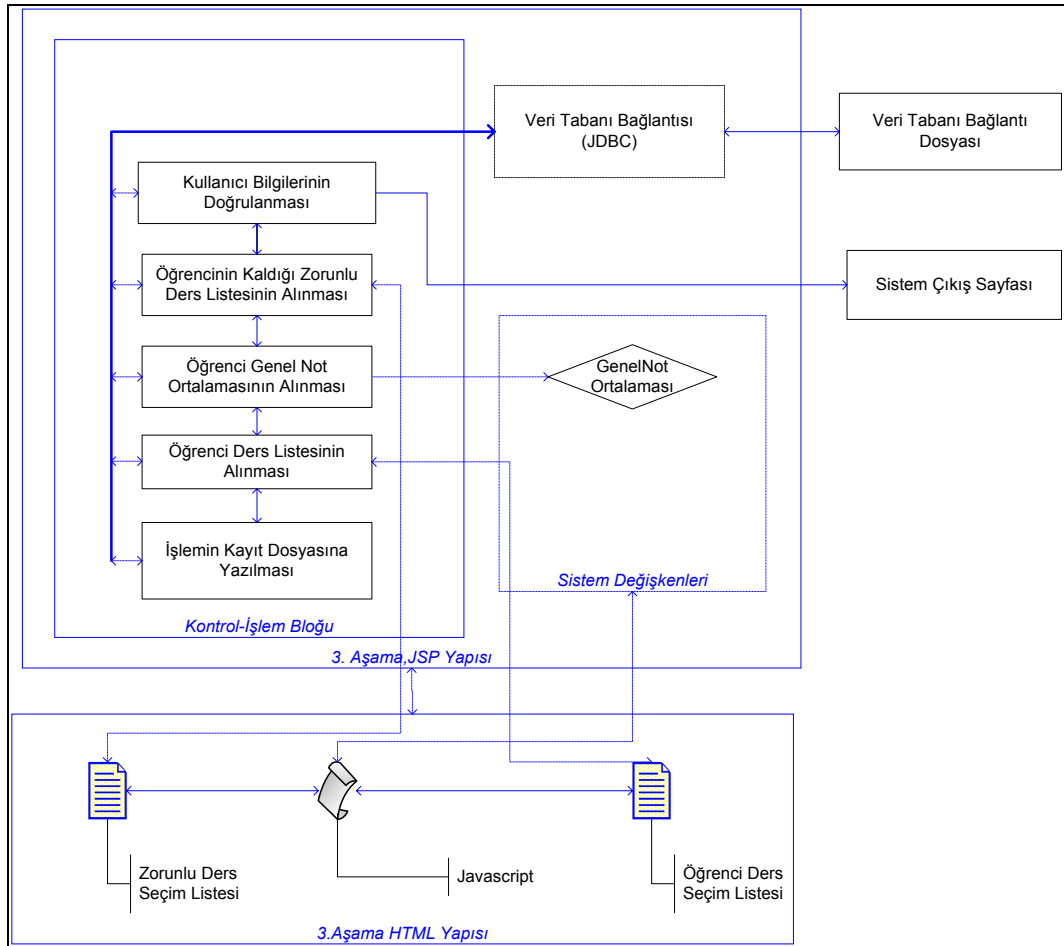 Veri Tabanı Bağlantısı
(JDBC)
Veri Tabanı Bağlantı
Dosyası
Kullanıcı Bilgilerinin
Doğrulanması
Öğrencinin Kaldığı Zorunlu
Ders Listesinin Alınması
Sistem Çıkış Sayfası
Öğrenci Genel Not
Ortalamasının Alınması
GenelNot
Ortalaması
Öğrenci Ders Listesinin
Alınması
İşlemin Kayıt Dosyasına
Yazılması
Sistem Değişkenleri
Kontrol-İşlem Bloğu
3. Aşama,JSP Yapısı
Zorunlu Ders
Seçim Listesi
Javascript
Öğrenci Ders
Seçim Listesi
3.Aşama HTML Yapısı